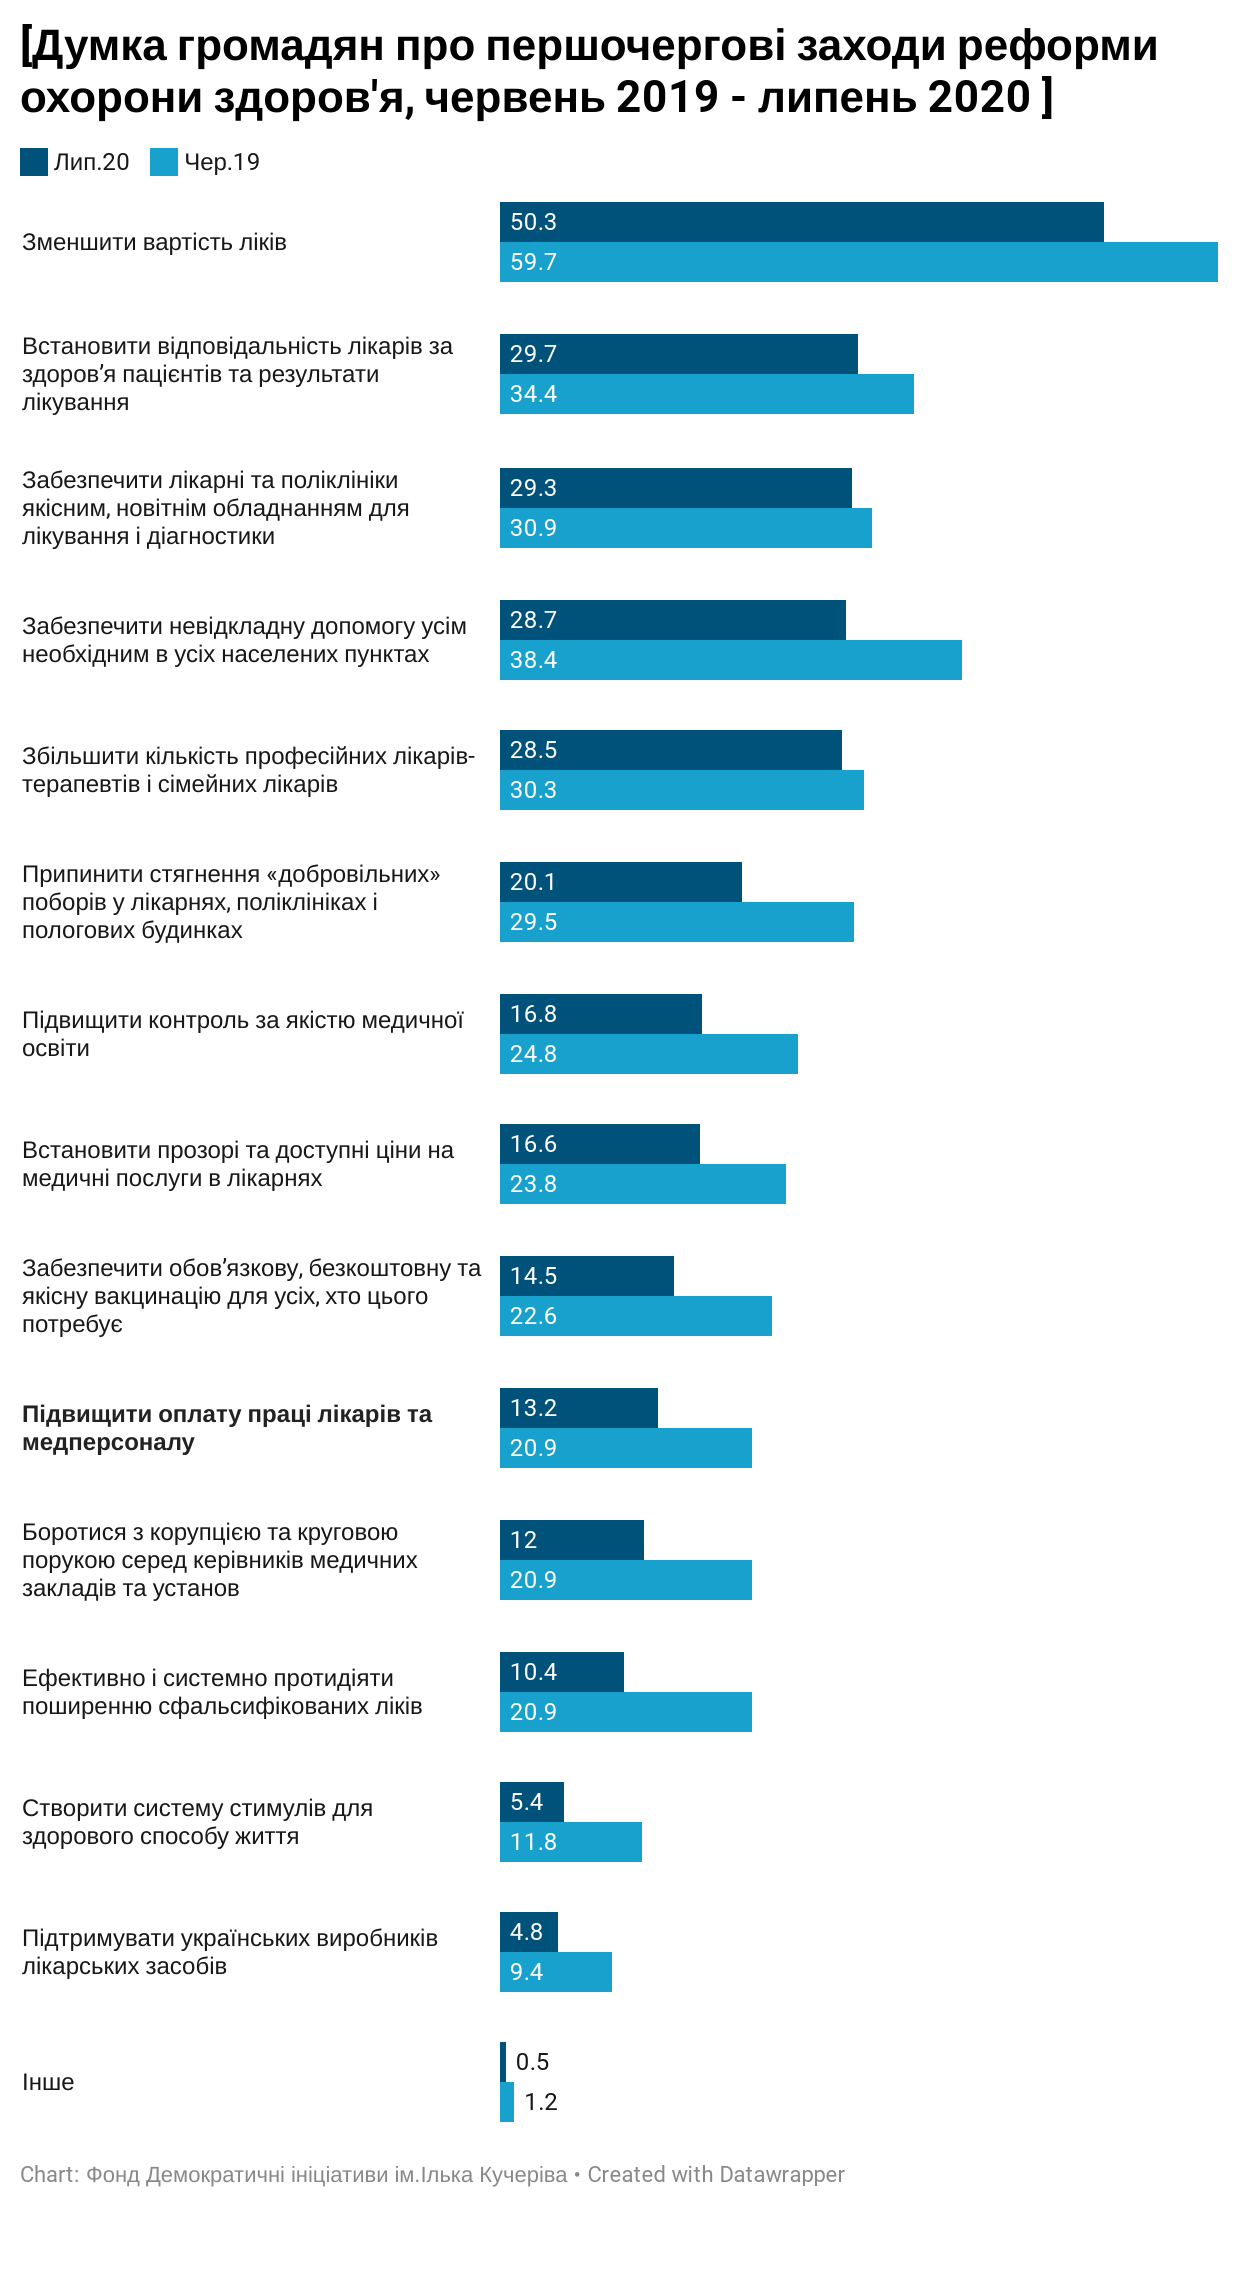 [Думка громадян про першочергові заходи реформи
охорони здоров'я, червень 2019 - липень 2020 ]
Лип.20 Чер.19
Зменшити вартість ліків
50.3
59.7
Встановити відповідальність лікарів за
здоров’я пацієнтів та результати
лікування
29.7
34.4
Забезпечити лікарні та поліклініки
якісним, новітнім обладнанням для
лікування і діагностики
29.3
30.9
Забезпечити невідкладну допомогу усім
необхідним в усіх населених пунктах
28.7
38.4
Збільшити кількість професійних лікарів-
терапевтів і сімейних лікарів
28.5
30.3
Припинити стягнення «добровільних»
поборів у лікарнях, поліклініках і
пологових будинках
20.1
29.5
Підвищити контроль за якістю медичної
освіти
16.8
24.8
Встановити прозорі та доступні ціни на
медичні послуги в лікарнях
16.6
23.8
Забезпечити обов’язкову, безкоштовну та
якісну вакцинацію для усіх, хто цього
потребує
14.5
22.6
Підвищити оплату праці лікарів та
медперсоналу
13.2
20.9
Боротися з корупцією та круговою
порукою серед керівників медичних
закладів та установ
12
20.9
Ефективно і системно протидіяти
поширенню сфальсифікованих ліків
10.4
20.9
Створити систему стимулів для
здорового способу життя
5.4
11.8
Підтримувати українських виробників
лікарських засобів
4.8
9.4
Інше
0.5
1.2
Chart: Фонд Демократичні ініціативи ім.Ілька Кучеріва • Created with Datawrapper